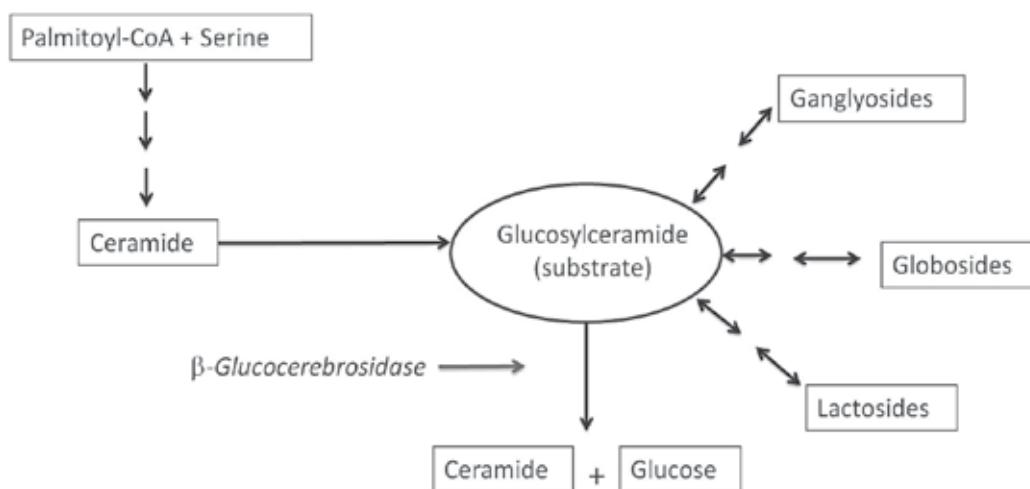 Palmitoyl-CoA + Serine
Ganglyosides
Ceramide
Glucosylceramide
(substrate)
Globosides
β-Glucocerebrosidase
Lactosides
Ceramide + Glucose